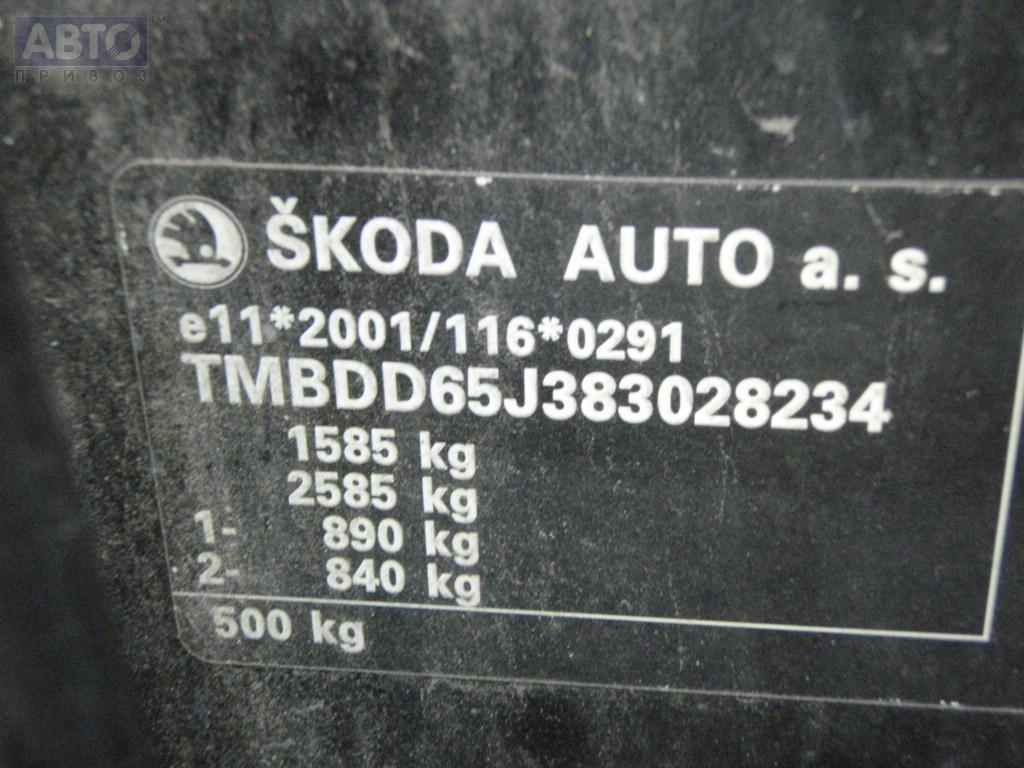 АВТО
ПРИВОЗ
ŠKODA AUTO a. s.
e11*2001/116*0291
TMBDD65J383028234
1585 kg
2585 kg
1- 890 kg
2- 840 kg
500 kg